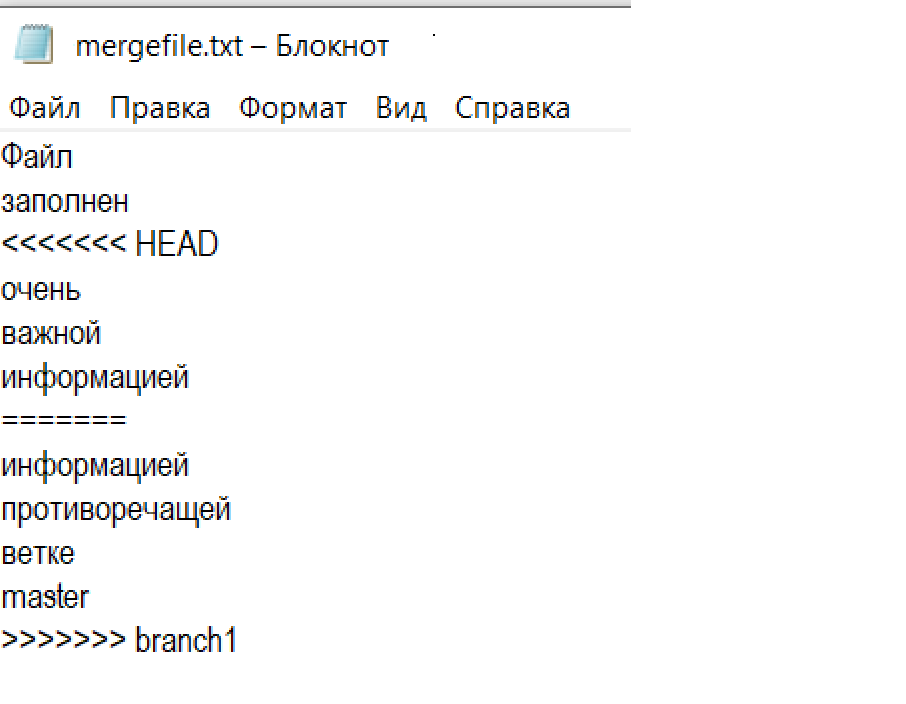 mergefile.txt – Блокнот
Файл Правка Формат Вид Справка
Файл
заполнен
<<<<<<< HEAD
очень
важной
информацией
=======
информацией
противоречащей
ветке
master
>>>>>>> branch1